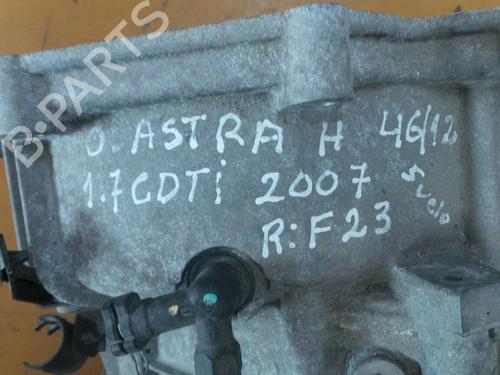 B-PARTS
O. ASTRA H 46/12
1.7 CDTi 2007
R: F23